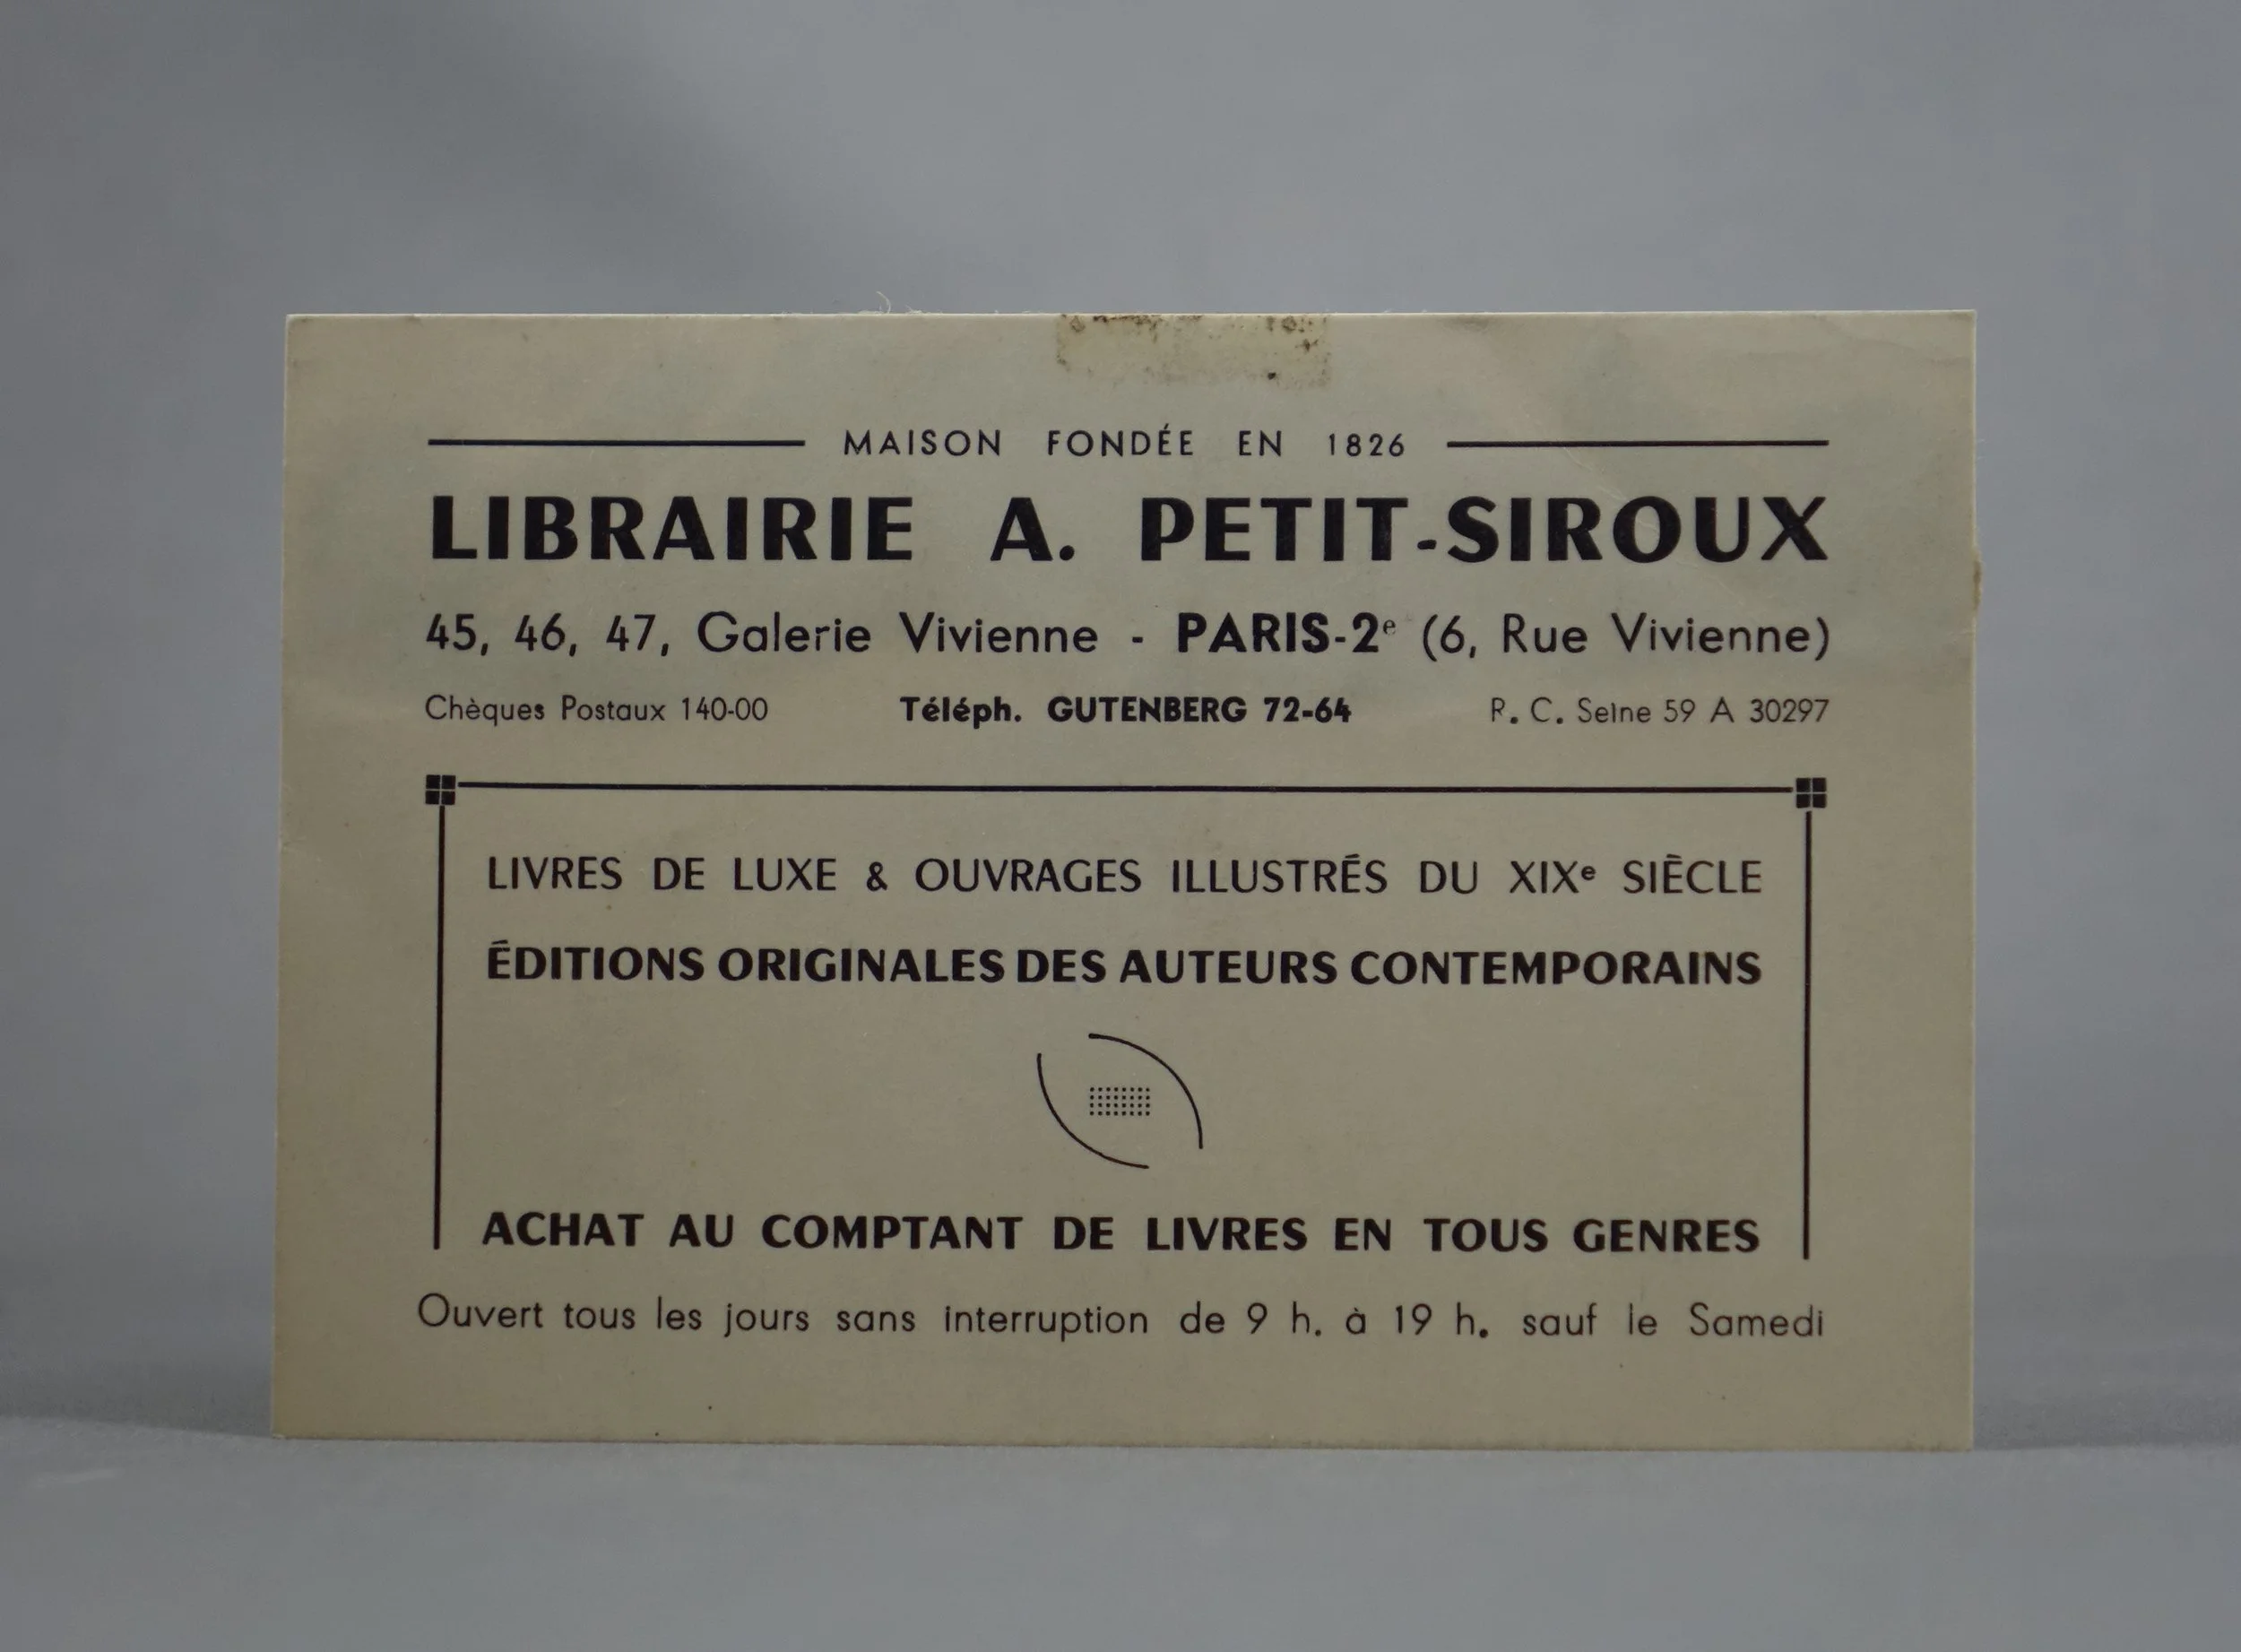 MAISON FONDÉE EN 1826
LIBRAIRIE A. PETIT-SIROUX
45, 46, 47, Galerie Vivienne - PARIS-2e (6, Rue Vivienne)
Chèques Postaux 140-00 Téléph. GUTENBERG 72-64 R. C. Seine 59 A 30297
LIVRES DE LUXE & OUVRAGES ILLUSTRÉS DU XIXe SIÈCLE
ÉDITIONS ORIGINALES DES AUTEURS CONTEMPORAINS
ACHAT AU COMPTANT DE LIVRES EN TOUS GENRES
Ouvert tous les jours sans interruption de 9 h. à 19 h. sauf le Samedi